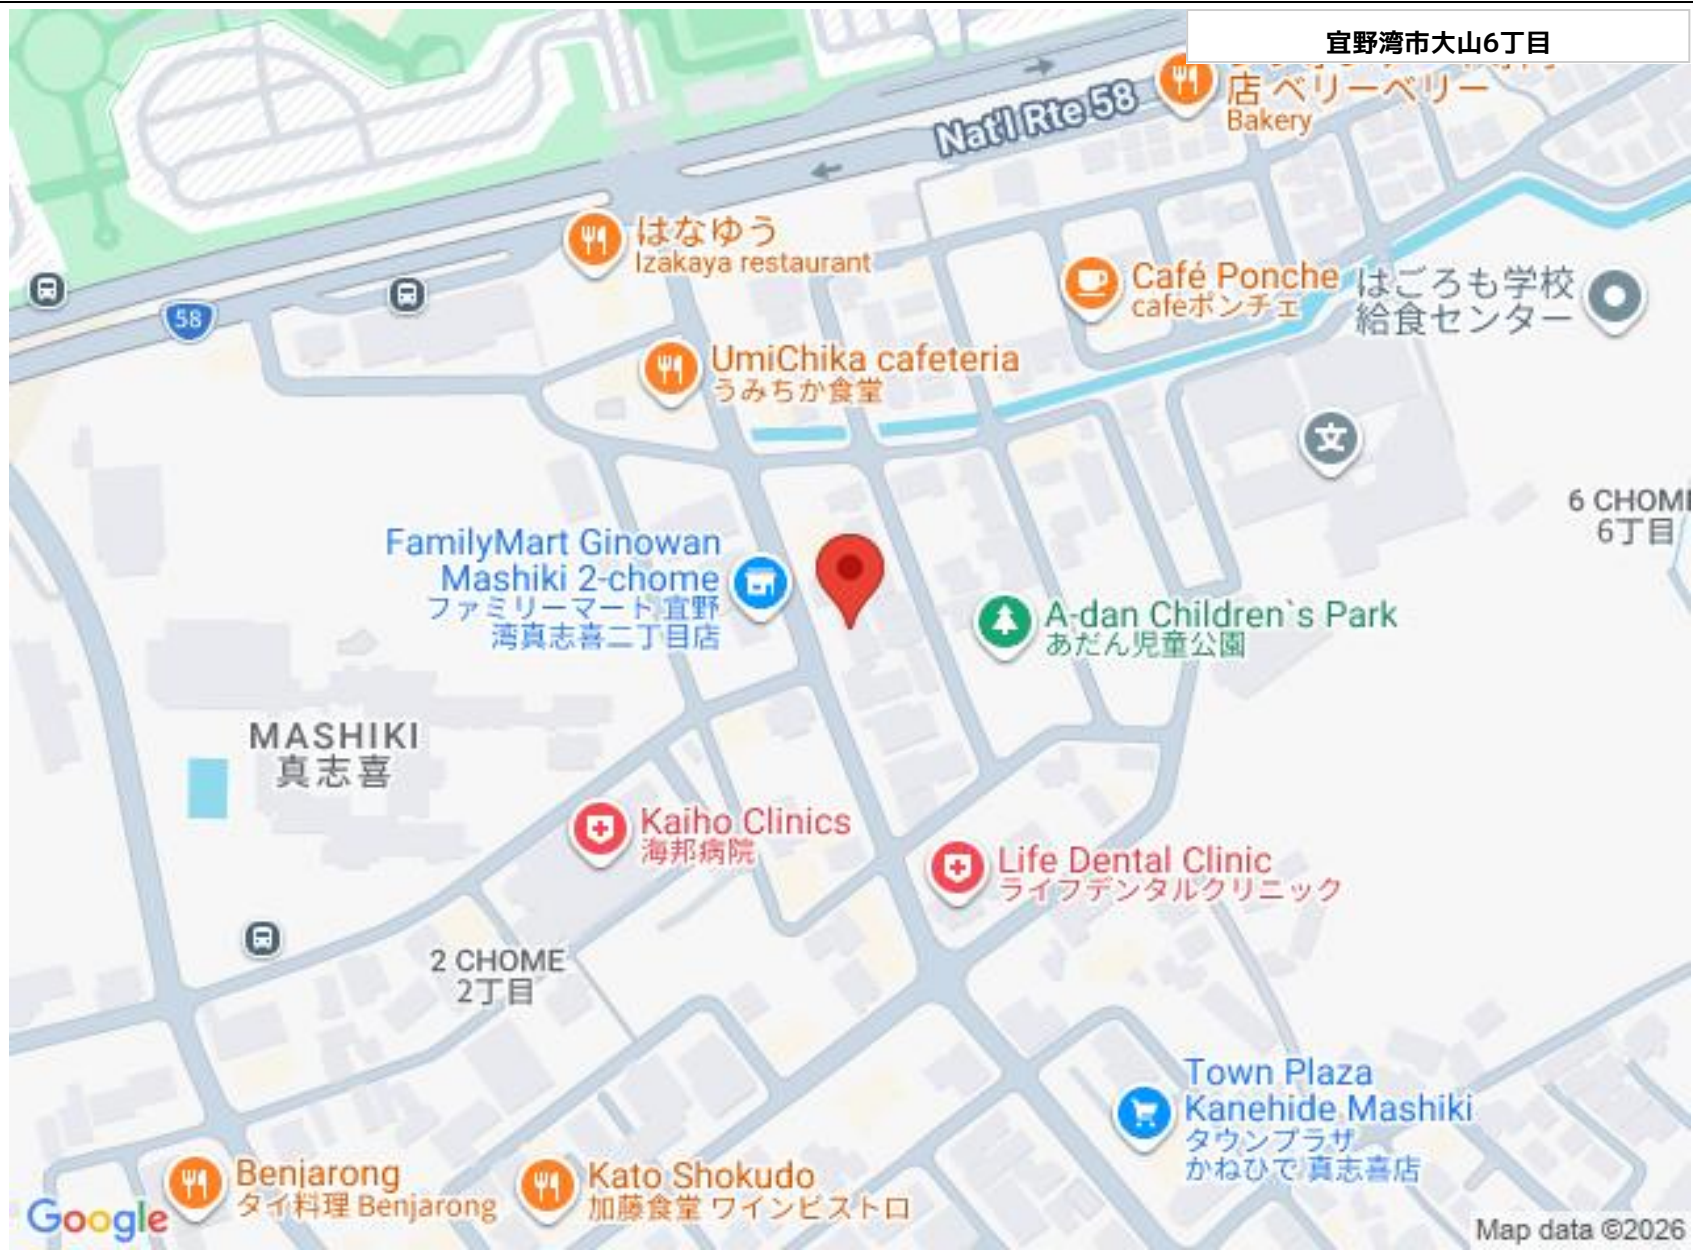 宜野湾市大山6丁目
店 ベリーベリー
Bakery
Nat'l Rte 58
はなゆう
Izakaya restaurant
Café Ponche
cafeポンチェ
はごろも学校
給食センター
58
UmiChika cafeteria
うみちか食堂
文
6 CHOM
6丁目
FamilyMart Ginowan
Mashiki 2-chome
ファミリーマート 宜野
湾真志喜二丁目店
A-dan Children`s Park
あだん児童公園
MASHIKI
真志喜
Kaiho Clinics
海邦病院
Life Dental Clinic
ライフデンタルクリニック
2 CHOME
2丁目
Town Plaza
Kanehide Mashiki
タウンプラザ
かねひで 真志喜店
Benjarong
タイ料理 Benjarong
Kato Shokudo
加藤食堂 ワインビストロ
Google
Map data ©2026